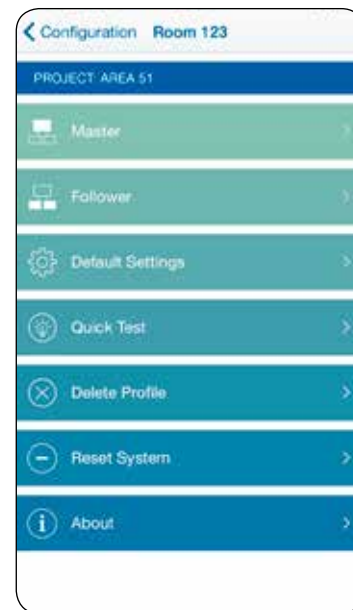 Configuration Room 123
PROJECT: AREA 51
Master
Follower
Default Settings
Quick Test
Delete Profile
Reset System
About